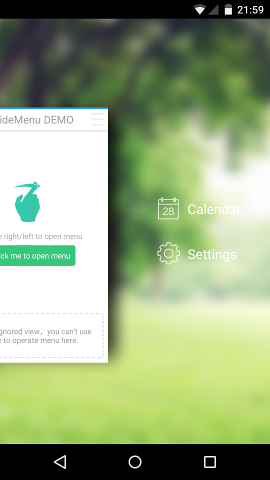 21:59
ideMenu DEMO
28
Calendar
Settings
right/left to open menu
ck me to open menu
gnored view, you can't use
to operate menu here.